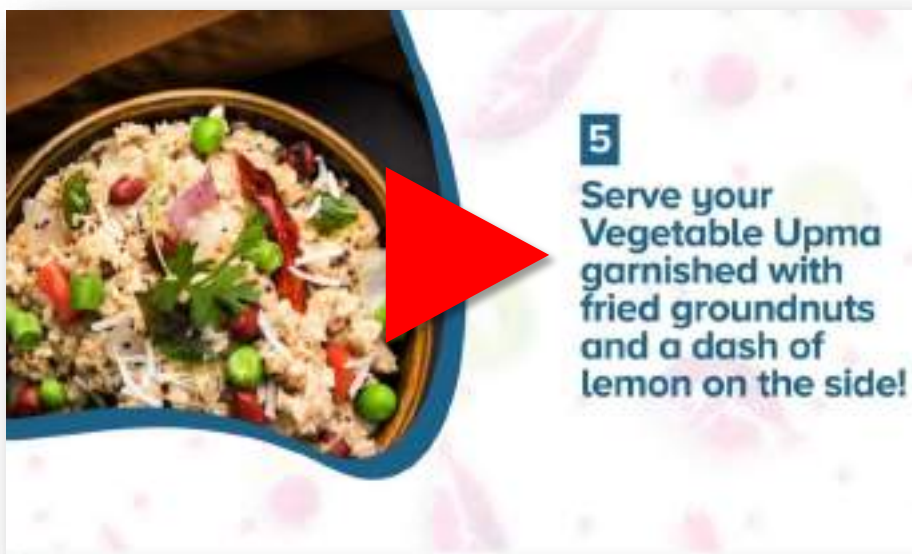 5
Serve your
Vegetable Upma
garnished with
fried groundnuts
and a dash of
lemon on the side!